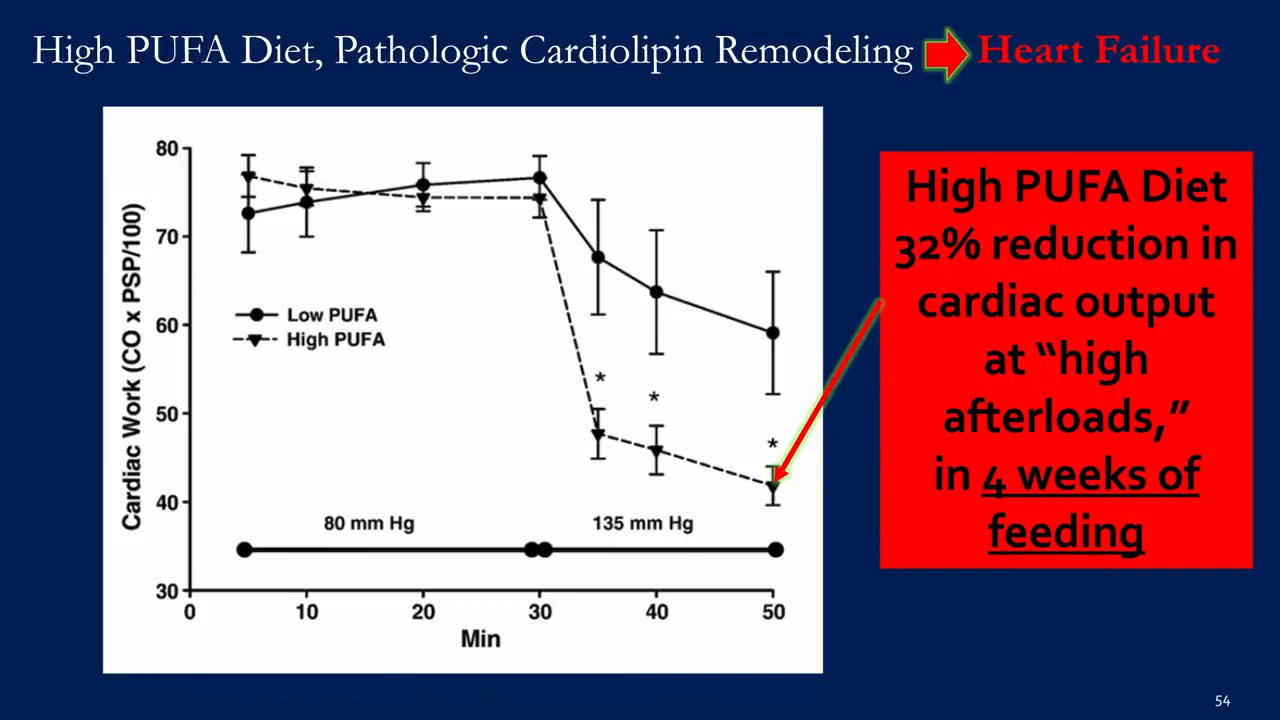 High PUFA Diet, Pathologic Cardiolipin Remodeling Heart Failure
80
70
60
50
40
30
Cardiac Work (CO x PSP/100)
Low PUFA
High PUFA
*
*
*
80 mm Hg
135 mm Hg
0 10 20 30 40 50
Min
High PUFA Diet
32% reduction in
cardiac output
at “high
afterloads,”
in 4 weeks of
feeding
54